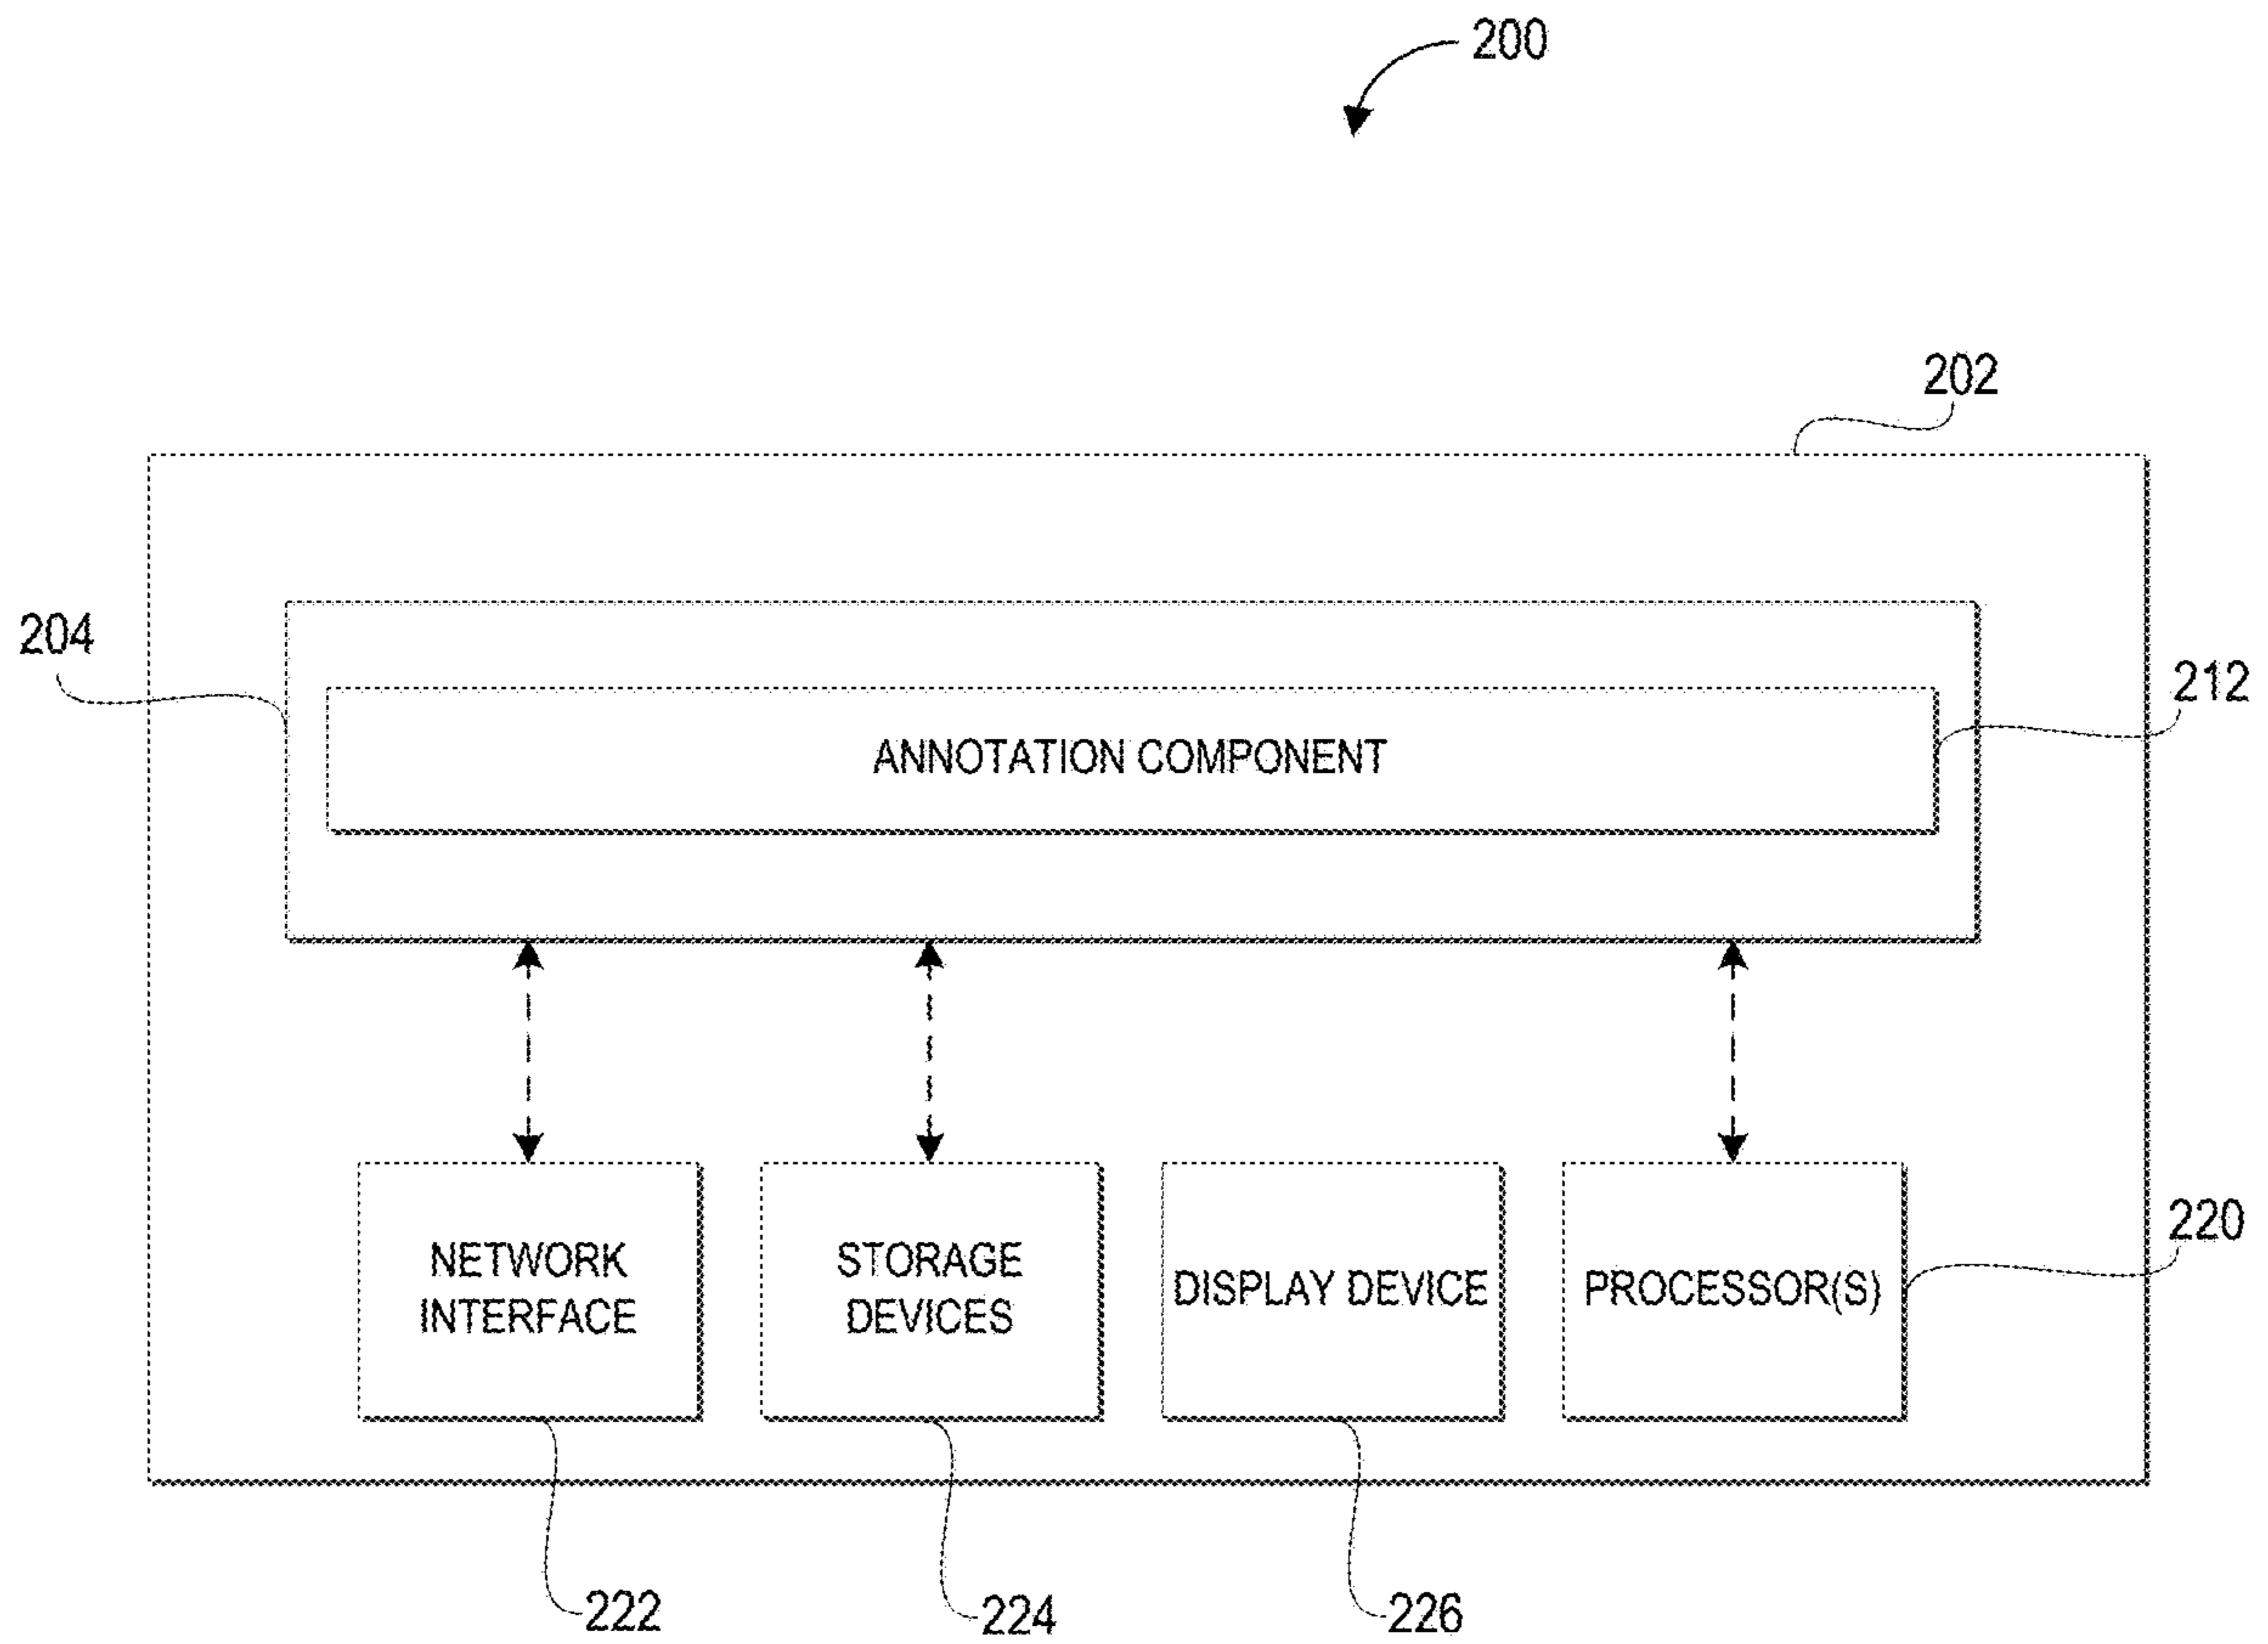 200
202
204
212
ANNOTATION COMPONENT
NETWORK
INTERFACE
STORAGE
DEVICES
DISPLAY DEVICE
PROCESSOR(S)
220
222
224
226